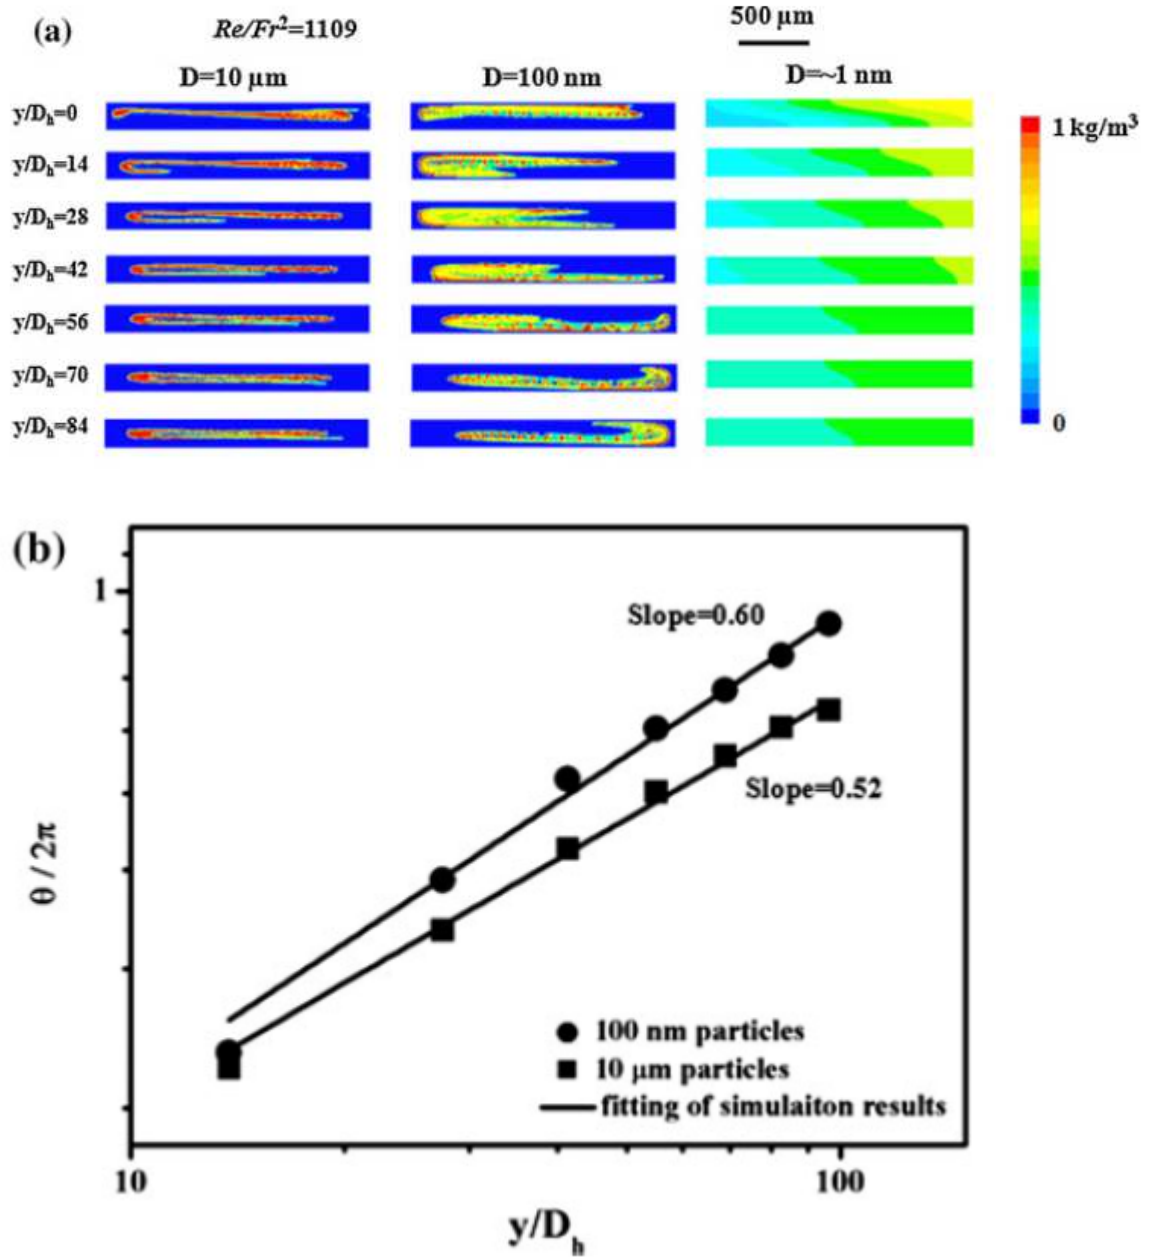 (a)
Re/Fr²=1109
500 μm
D=10 μm
D=100 nm
D=~1 nm
y/Dₕ=0
y/Dₕ=14
y/Dₕ=28
y/Dₕ=42
y/Dₕ=56
y/Dₕ=70
y/Dₕ=84
1 kg/m³
0
(b)
1
Slope=0.60
Slope=0.52
θ / 2π
100 nm particles
10 μm particles
fitting of simulaiton results
10
100
y/Dₕ